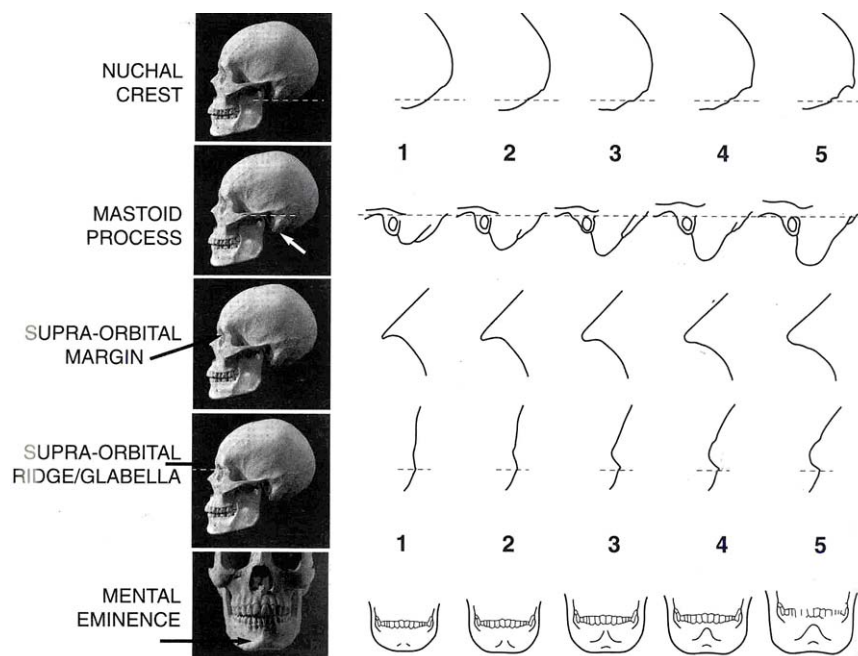 NUCHAL
CREST
1 2 3 4 5
MASTOID
PROCESS
SUPRA-ORBITAL
MARGIN
SUPRA-ORBITAL
RIDGE/GLABELLA
1 2 3 4 5
MENTAL
EMINENCE